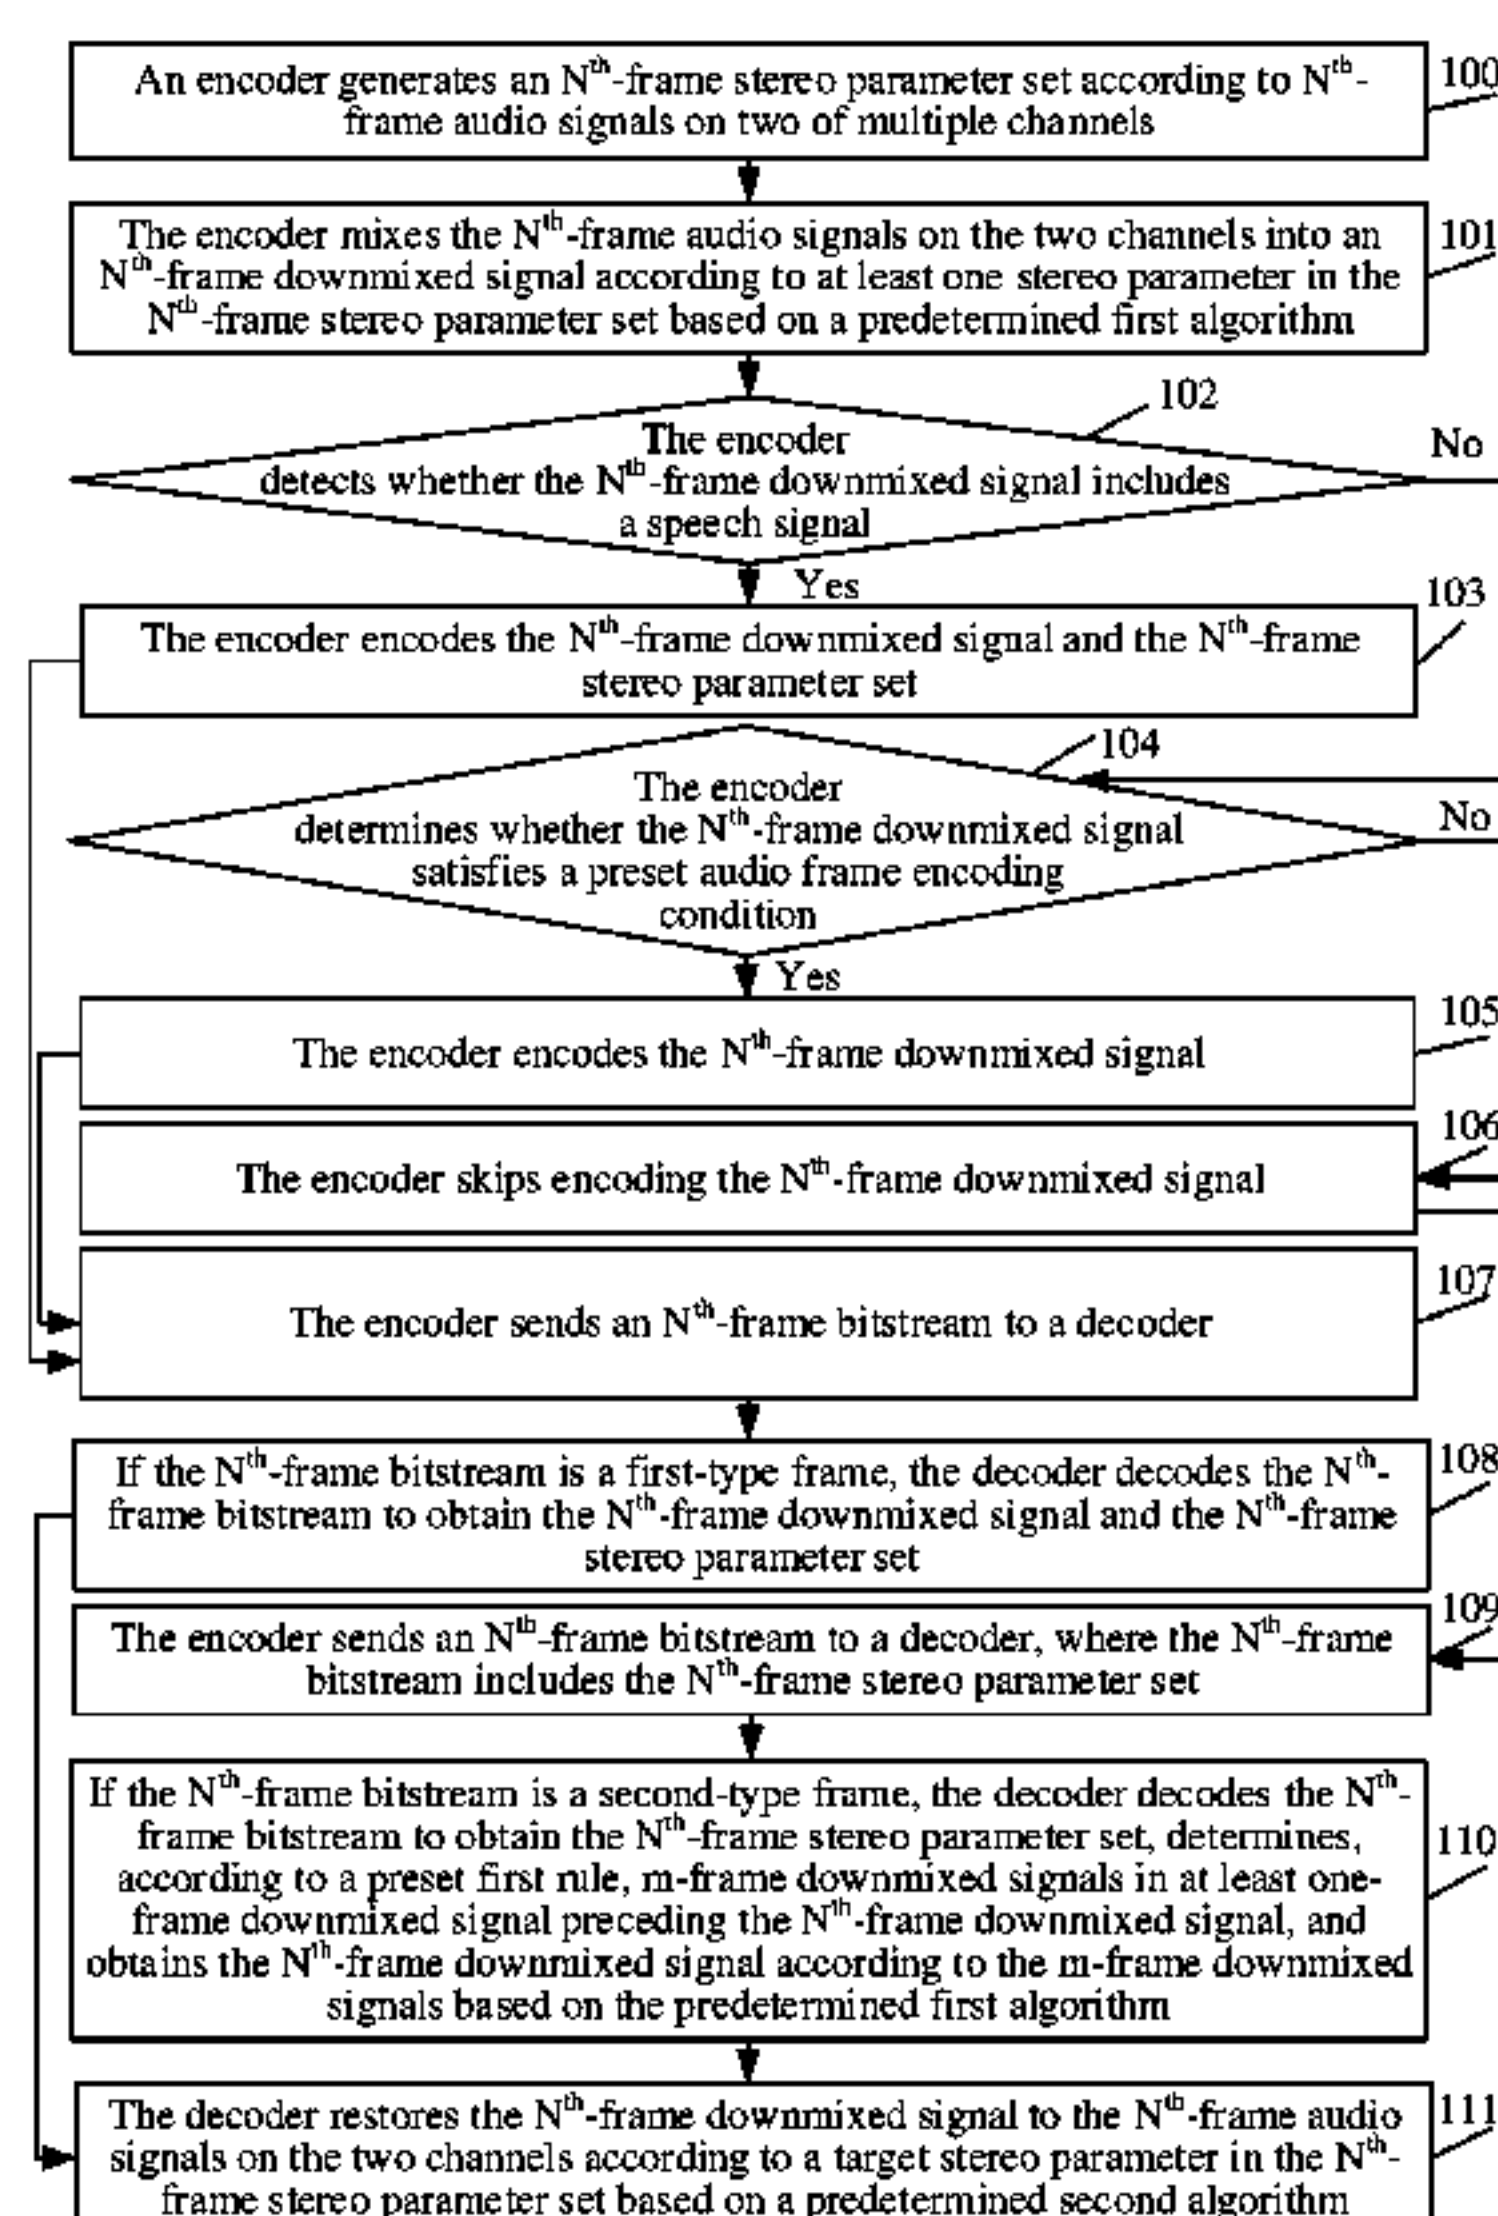 An encoder generates an Nth-frame stereo parameter set according to Nth-
frame audio signals on two of multiple channels
100
The encoder mixes the Nth-frame audio signals on the two channels into an
Nth-frame downmixed signal according to at least one stereo parameter in the
Nth-frame stereo parameter set based on a predetermined first algorithm
101
102
The encoder
detects whether the Nth-frame downmixed signal includes
a speech signal
No
Yes
103
The encoder encodes the Nth-frame downmixed signal and the Nth-frame
stereo parameter set
104
The encoder
determines whether the Nth-frame downmixed signal
satisfies a preset audio frame encoding
condition
No
Yes
105
The encoder encodes the Nth-frame downmixed signal
106
The encoder skips encoding the Nth-frame downmixed signal
107
The encoder sends an Nth-frame bitstream to a decoder
108
If the Nth-frame bitstream is a first-type frame, the decoder decodes the Nth-
frame bitstream to obtain the Nth-frame downmixed signal and the Nth-frame
stereo parameter set
109
The encoder sends an Nth-frame bitstream to a decoder, where the Nth-frame
bitstream includes the Nth-frame stereo parameter set
If the Nth-frame bitstream is a second-type frame, the decoder decodes the Nth-
frame bitstream to obtain the Nth-frame stereo parameter set, determines,
according to a preset first rule, m-frame downmixed signals in at least one-
frame downmixed signal preceding the Nth-frame downmixed signal, and
obtains the Nth-frame downmixed signal according to the m-frame downmixed
signals based on the predetermined first algorithm
110
The decoder restores the Nth-frame downmixed signal to the Nth-frame audio
signals on the two channels according to a target stereo parameter in the Nth-
frame stereo parameter set based on a predetermined second algorithm
111